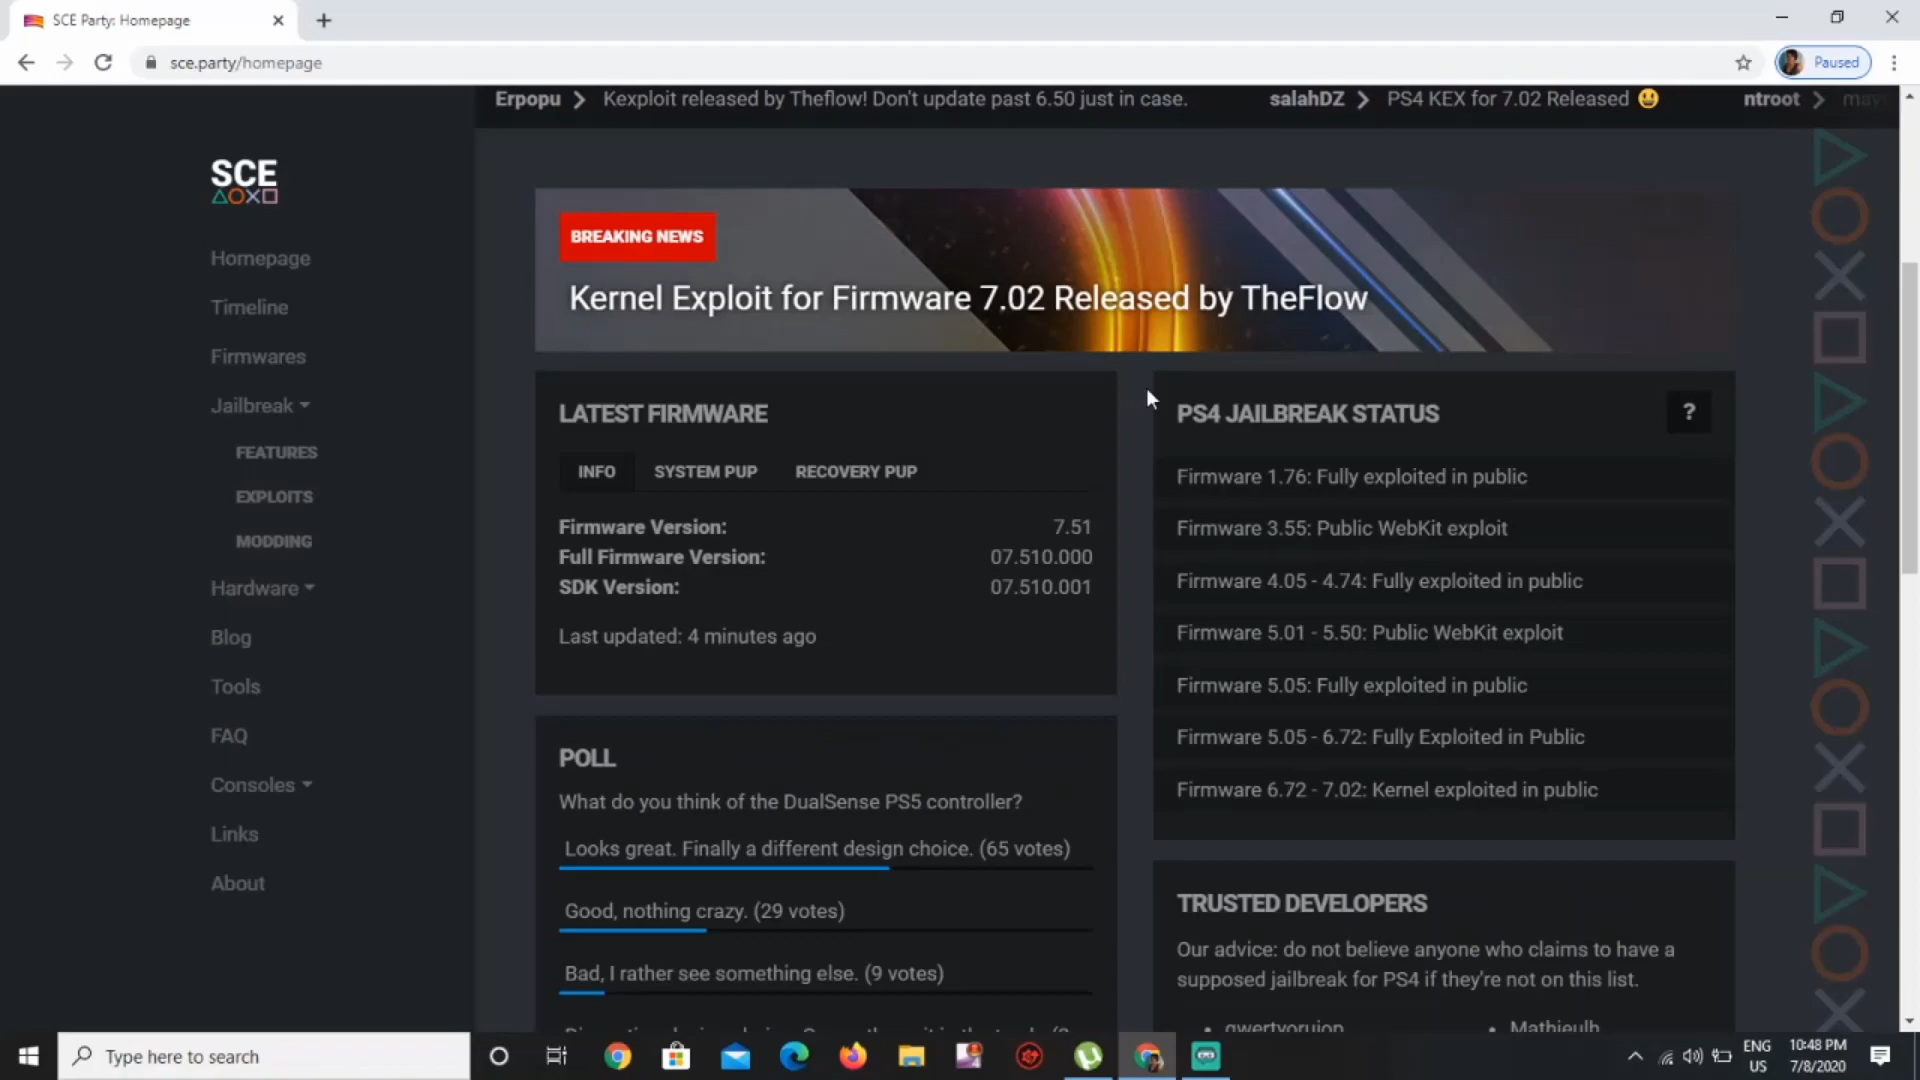 SCE Party: Homepage
sce.party/homepage
Paused
Erpopu > Kexploit released by Theflow! Don't update past 6.50 just in case.
salahDZ > PS4 KEX for 7.02 Released 😃
ntroot >
SCE
Homepage
Timeline
Firmwares
Jailbreak
FEATURES
EXPLOITS
MODDING
Hardware
Blog
Tools
FAQ
Consoles
Links
About
BREAKING NEWS
Kernel Exploit for Firmware 7.02 Released by TheFlow
LATEST FIRMWARE
INFO SYSTEM PUP RECOVERY PUP
Firmware Version: 7.51
Full Firmware Version: 07.510.000
SDK Version: 07.510.001
Last updated: 4 minutes ago
POLL
What do you think of the DualSense PS5 controller?
Looks great. Finally a different design choice. (65 votes)
Good, nothing crazy. (29 votes)
Bad, I rather see something else. (9 votes)
PS4 JAILBREAK STATUS ?
Firmware 1.76: Fully exploited in public
Firmware 3.55: Public WebKit exploit
Firmware 4.05 - 4.74: Fully exploited in public
Firmware 5.01 - 5.50: Public WebKit exploit
Firmware 5.05: Fully exploited in public
Firmware 5.05 - 6.72: Fully Exploited in Public
Firmware 6.72 - 7.02: Kernel exploited in public
TRUSTED DEVELOPERS
Our advice: do not believe anyone who claims to have a
supposed jailbreak for PS4 if they're not on this list.
• qwertyoruiop • Mathieulh
Type here to search
ENG
US
10:48 PM
7/8/2020